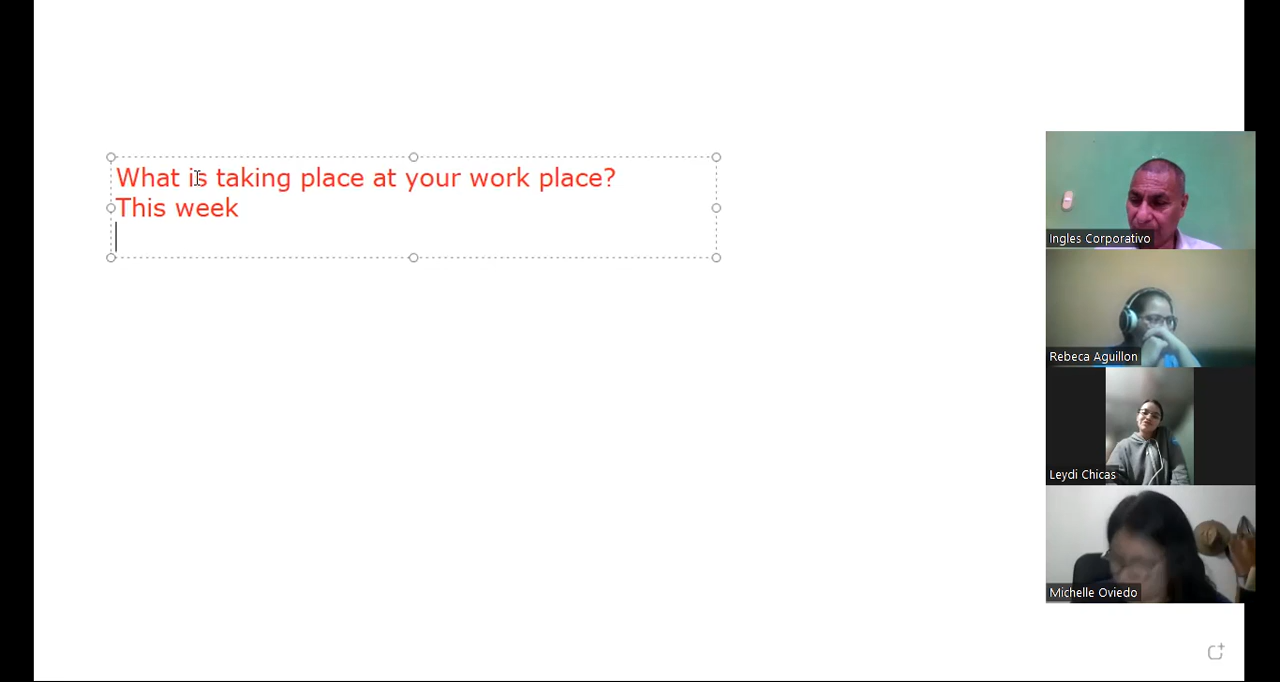 What is taking place at your work place?
This week
Ingles Corporativo
Rebeca Aguillon
Leydi Chicas
Michelle Oviedo